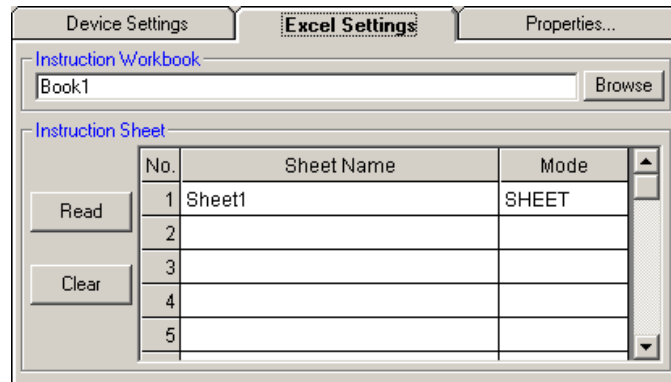 Device Settings Excel Settings Properties...
Instruction Workbook
Book1 Browse
Instruction Sheet
No. Sheet Name Mode
Read
1 Sheet1 SHEET
2
3
Clear
4
5